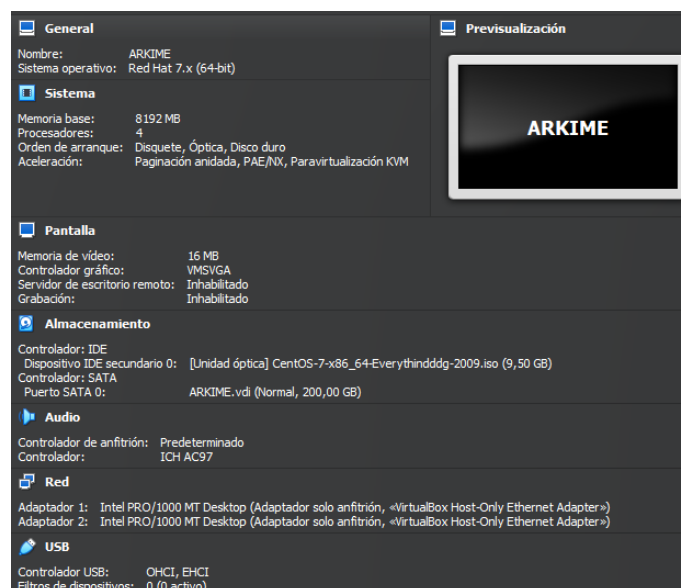 General
Nombre: ARKIME
Sistema operativo: Red Hat 7.x (64-bit)
Previsualización
ARKIME
Sistema
Memoria base: 8192 MB
Procesadores: 4
Orden de arranque: Disquete, Óptica, Disco duro
Aceleración: Paginación anidada, PAE/NX, Paravirtualización KVM
Pantalla
Memoria de vídeo: 16 MB
Controlador gráfico: VMSVGA
Servidor de escritorio remoto: Inhabilitado
Grabación: Inhabilitado
Almacenamiento
Controlador: IDE
Dispositivo IDE secundario 0: [Unidad óptica] CentOS-7-x86_64-Everythindddg-2009.iso (9,50 GB)
Controlador: SATA
Puerto SATA 0: ARKIME.vdi (Normal, 200,00 GB)
Audio
Controlador de anfitrión: Predeterminado
Controlador: ICH AC97
Red
Adaptador 1: Intel PRO/1000 MT Desktop (Adaptador solo anfitrión, «VirtualBox Host-Only Ethernet Adapter»)
Adaptador 2: Intel PRO/1000 MT Desktop (Adaptador solo anfitrión, «VirtualBox Host-Only Ethernet Adapter»)
USB
Controlador USB: OHCI, EHCI
Filtros de dispositivos: 0 (0 activo)